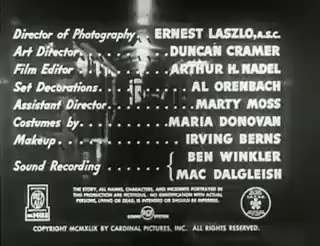 Director of Photography . ERNEST LASZLO, A.S.C.
Art Director . . . . . . . . . DUNCAN CRAMER
Film Editor . . . . . . . . . ARTHUR H. NADEL
Set Decorations . . . . . . . . AL ORENBACH
Assistant Director . . . . . . . MARTY MOSS
Costumes by . . . . . . . . MARIA DONOVAN
Makeup . . . . . . . . . . . IRVING BERNS
Sound Recording . . . . . { BEN WINKLER
MAC DALGLEISH
THE STORY, ALL NAMES, CHARACTERS, AND INCIDENTS PORTRAYED IN
THIS PRODUCTION ARE FICTITIOUS. NO IDENTIFICATION WITH ACTUAL
PERSONS, LIVING OR DEAD, IS INTENDED OR SHOULD BE INFERRED.
RCA
SOUND SYSTEM
COPYRIGHT MCMXLIX BY CARDINAL PICTURES, INC. ALL RIGHTS RESERVED.